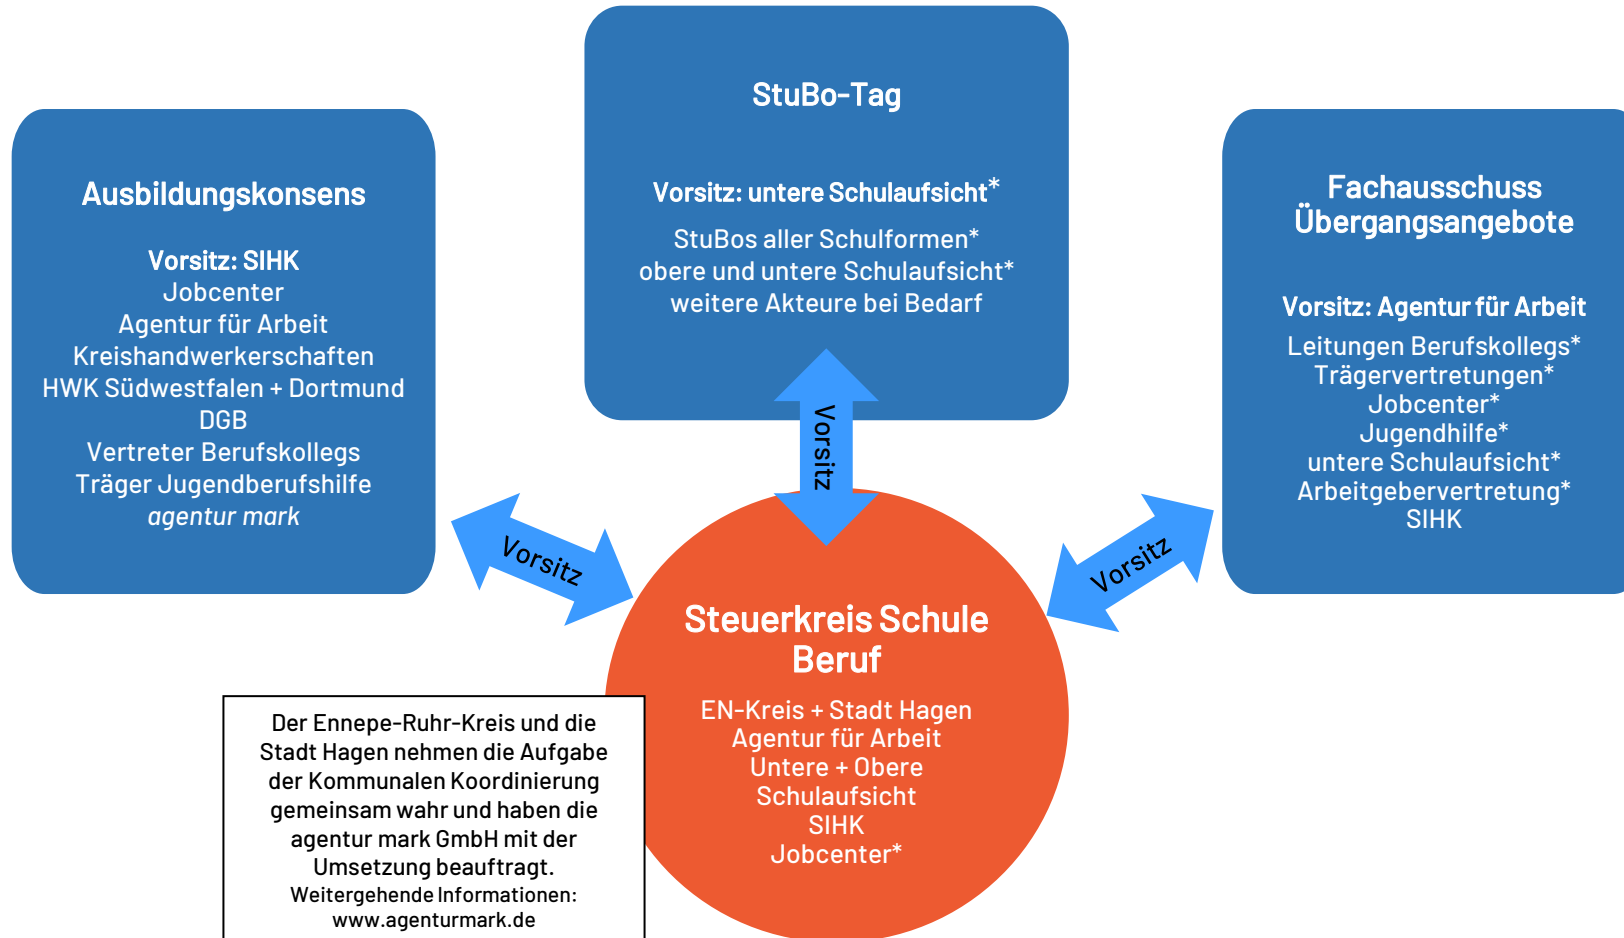 StuBo-Tag
Vorsitz: untere Schulaufsicht*
StuBos aller Schulformen*
obere und untere Schulaufsicht*
weitere Akteure bei Bedarf
Ausbildungskonsens
Vorsitz: SIHK
Jobcenter
Agentur für Arbeit
Kreishandwerkerschaften
HWK Südwestfalen + Dortmund
DGB
Vertreter Berufskollegs
Träger Jugendberufshilfe
agentur mark
Fachausschuss
Übergangsangebote
Vorsitz: Agentur für Arbeit
Leitungen Berufskollegs*
Trägervertretungen*
Jobcenter*
Jugendhilfe*
untere Schulaufsicht*
Arbeitgebervertretung*
SIHK
Vorsitz
Vorsitz
Vorsitz
Steuerkreis Schule
Beruf
EN-Kreis + Stadt Hagen
Agentur für Arbeit
Untere + Obere
Schulaufsicht
SIHK
Jobcenter*
Der Ennepe-Ruhr-Kreis und die
Stadt Hagen nehmen die Aufgabe
der Kommunalen Koordinierung
gemeinsam wahr und haben die
agentur mark GmbH mit der
Umsetzung beauftragt.
Weitergehende Informationen:
www.agenturmark.de